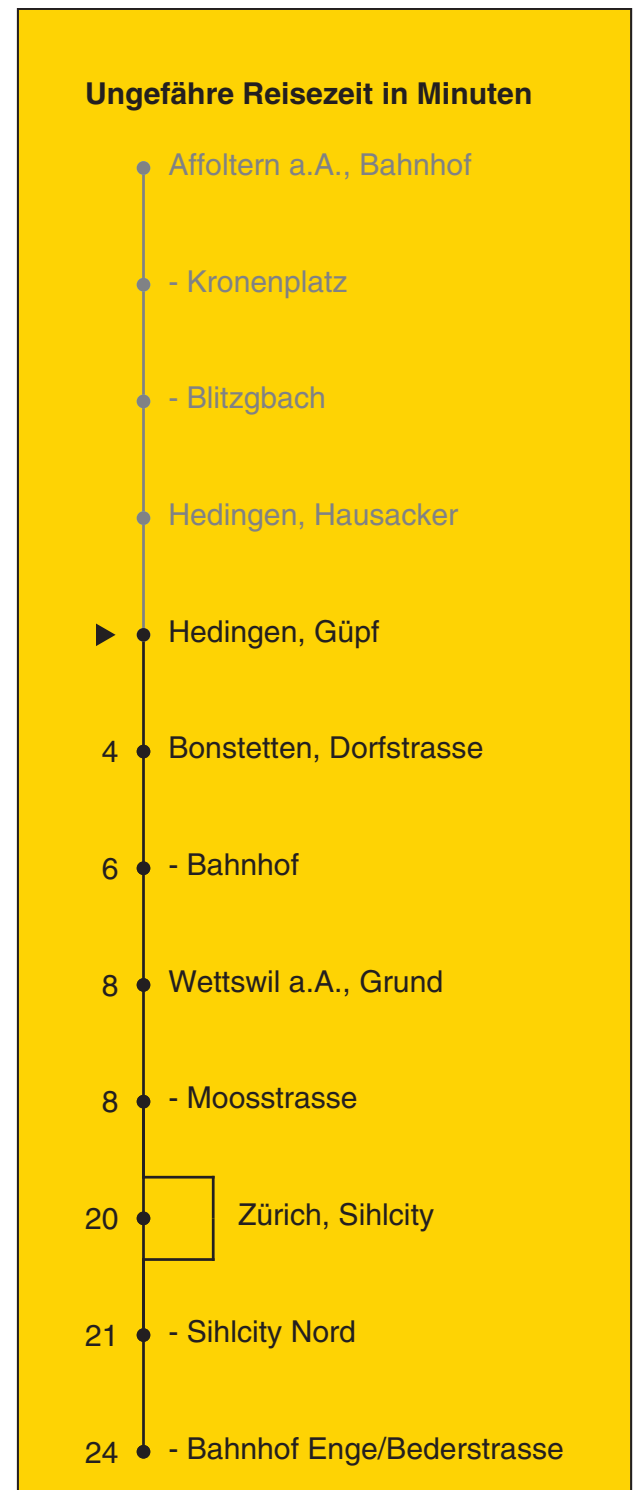 Ungefähre Reisezeit in Minuten
Affoltern a.A., Bahnhof
- Kronenplatz
- Blitzgbach
Hedingen, Hausacker
Hedingen, Güpf
4 Bonstetten, Dorfstrasse
6 - Bahnhof
8 Wettswil a.A., Grund
8 - Moosstrasse
20 Zürich, Sihlcity
21 - Sihlcity Nord
24 - Bahnhof Enge/Bederstrasse